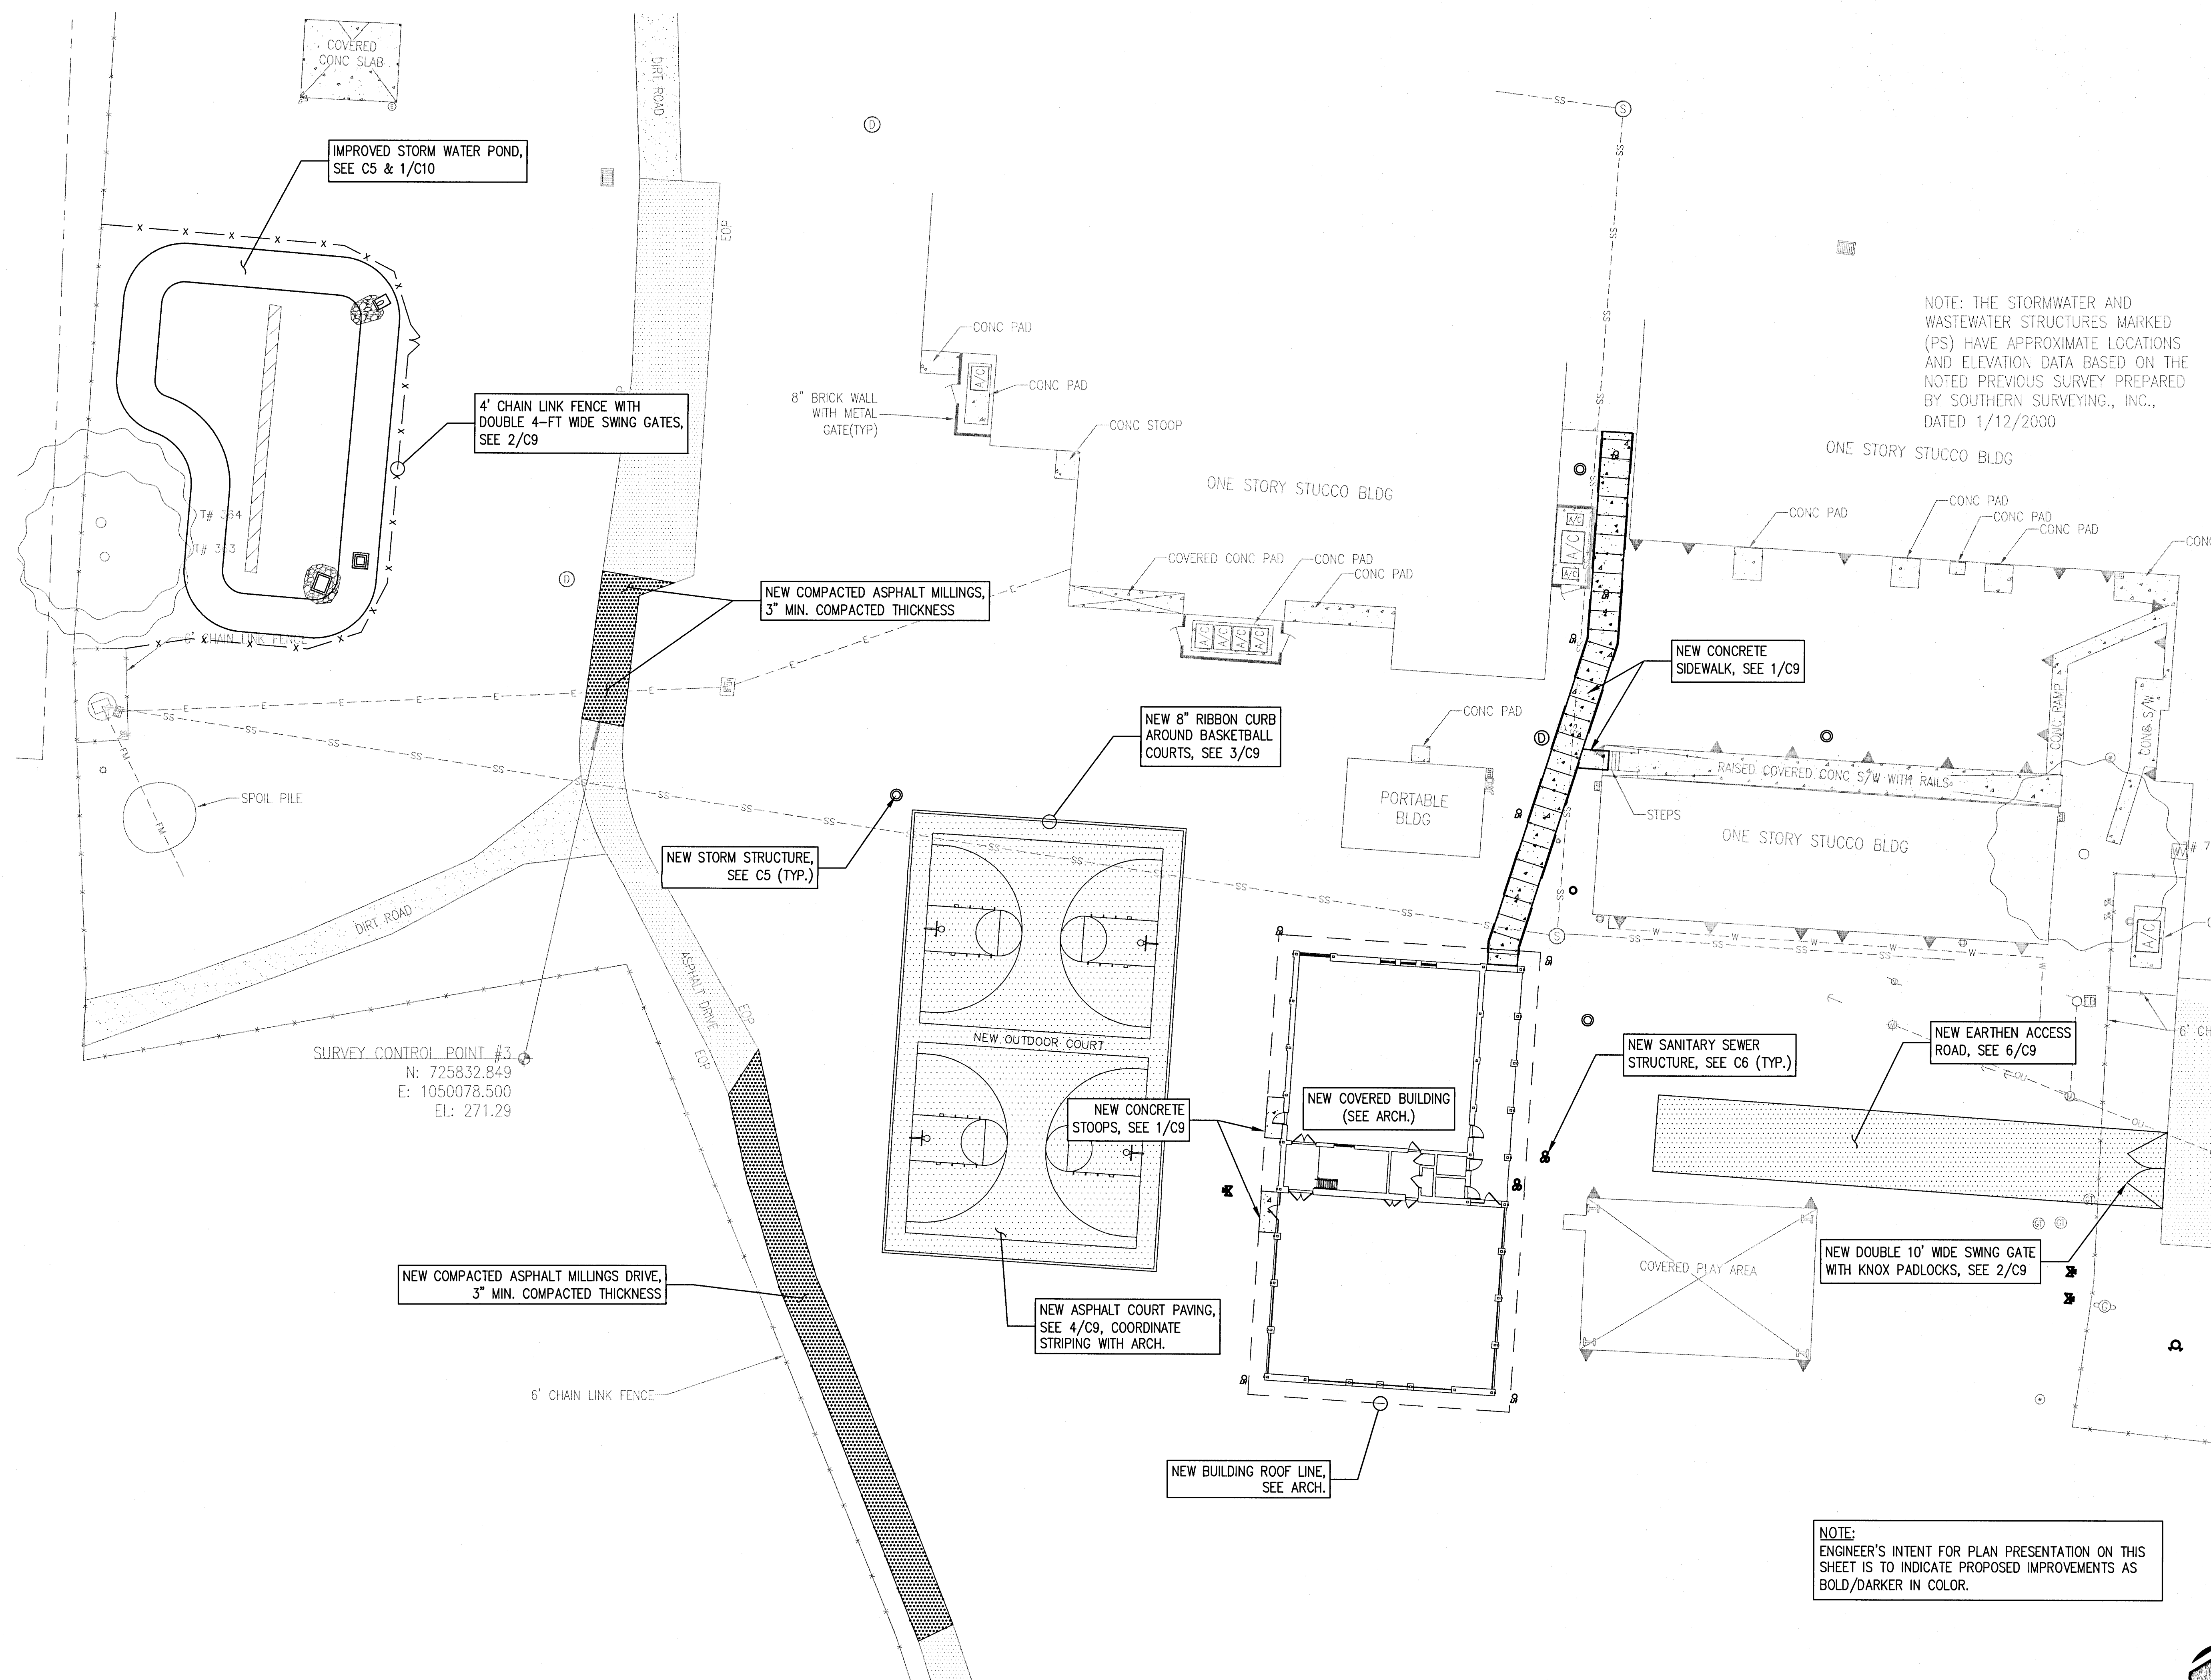 COVERED
CONC SLAB
DIRT ROAD
IMPROVED STORM WATER POND,
SEE C5 & 1/C10
EOP
NOTE: THE STORMWATER AND
WASTEWATER STRUCTURES MARKED
(PS) HAVE APPROXIMATE LOCATIONS
AND ELEVATION DATA BASED ON THE
NOTED PREVIOUS SURVEY PREPARED
BY SOUTHERN SURVEYING., INC.,
DATED 1/12/2000
CONC PAD
CONC PAD
A/C
8" BRICK WALL
WITH METAL
GATE(TYP)
4' CHAIN LINK FENCE WITH
DOUBLE 4-FT WIDE SWING GATES,
SEE 2/C9
CONC STOOP
ONE STORY STUCCO BLDG
ONE STORY STUCCO BLDG
CONC PAD
CONC PAD
CONC PAD
CONC PAD
T# 364
A/C
A/C
A/C
COVERED CONC PAD
CONC PAD
CONC PAD
NEW COMPACTED ASPHALT MILLINGS,
3" MIN. COMPACTED THICKNESS
A/C A/C A/C A/C
6' CHAIN LINK FENCE
NEW CONCRETE
SIDEWALK, SEE 1/C9
CONC RAMP
CONC S/W
NEW 8" RIBBON CURB
AROUND BASKETBALL
COURTS, SEE 3/C9
CONC PAD
RAISED COVERED CONC S/W WITH RAILS
PORTABLE
BLDG
STEPS
SPOIL PILE
ONE STORY STUCCO BLDG
WV
NEW STORM STRUCTURE,
SEE C5 (TYP.)
DIRT ROAD
A/C
ASPHALT DRIVE
EOP
EOP
SURVEY CONTROL POINT #3
N: 725832.849
E: 1050078.500
EL: 271.29
NEW OUTDOOR COURT
NEW SANITARY SEWER
STRUCTURE, SEE C6 (TYP.)
NEW EARTHEN ACCESS
ROAD, SEE 6/C9
6' CH
NEW CONCRETE
STOOPS, SEE 1/C9
NEW COVERED BUILDING
(SEE ARCH.)
COVERED PLAY AREA
NEW DOUBLE 10' WIDE SWING GATE
WITH KNOX PADLOCKS, SEE 2/C9
NEW COMPACTED ASPHALT MILLINGS DRIVE,
3" MIN. COMPACTED THICKNESS
NEW ASPHALT COURT PAVING,
SEE 4/C9, COORDINATE
STRIPING WITH ARCH.
6' CHAIN LINK FENCE
NEW BUILDING ROOF LINE,
SEE ARCH.
NOTE:
ENGINEER'S INTENT FOR PLAN PRESENTATION ON THIS
SHEET IS TO INDICATE PROPOSED IMPROVEMENTS AS
BOLD/DARKER IN COLOR.